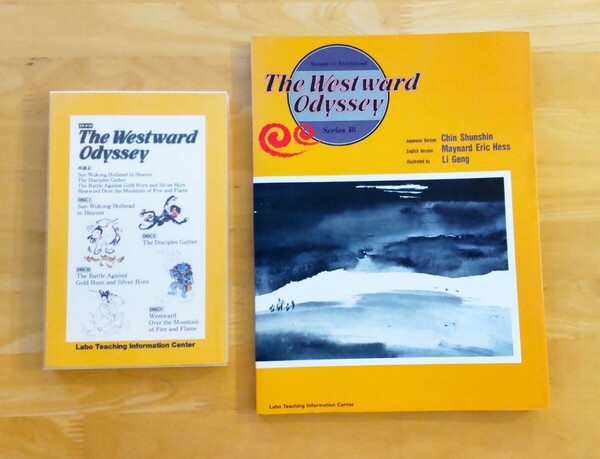 The Westward
Odyssey
西遊記
Sun Wukong-Hothead in Heaven
The Disciples Gather
The Battle Against Gold Horn and Silver Horn
Westward Over the Mountain of Fire and Flame
Sun Wukong-Hothead
in Heaven
The Disciples Gather
The Battle Against
Gold Horn and Silver Horn
Westward
Over the Mountain
of Fire and Flame
Labo Teaching Information Center
The Westward
Odyssey
Japanese Version Chin Shunshin
English Version Maynard Eric Hess
Illustrated by Li Geng
Labo Teaching Information Center